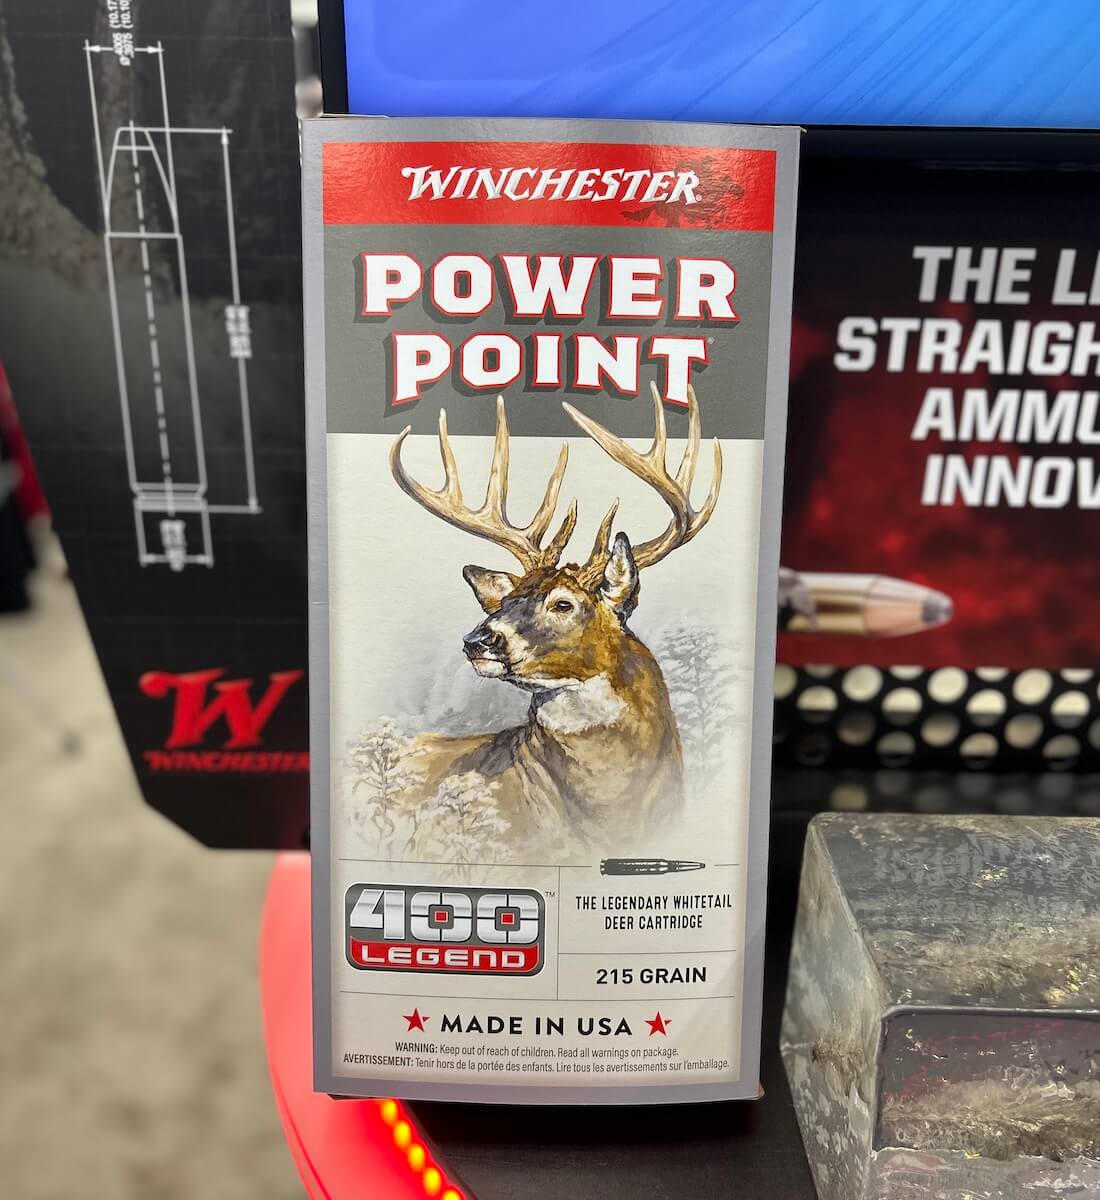 WINCHESTER
POWER
POINT
400
LEGEND
THE LEGENDARY WHITETAIL
DEER CARTRIDGE
215 GRAIN
MADE IN USA
WARNING: Keep out of reach of children. Read all warnings on package.
AVERTISSEMENT: Tenir hors de la portée des enfants. Lire tous les avertissements sur l'emballage.
W
WINCHESTER
THE
STRAIGH
AMMU
INNOV